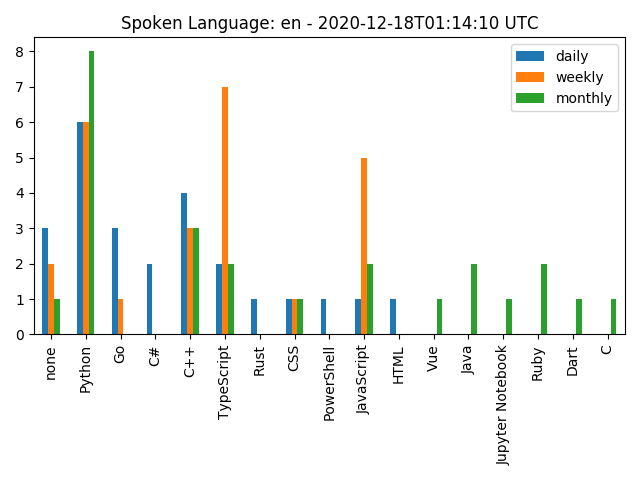 Spoken Language: en - 2020-12-18T01:14:10 UTC
8
7
6
5
4
3
2
1
0
daily
weekly
monthly
none
Python
Go
C#
C++
TypeScript
Rust
CSS
PowerShell
JavaScript
HTML
Vue
Java
Jupyter Notebook
Ruby
Dart
C